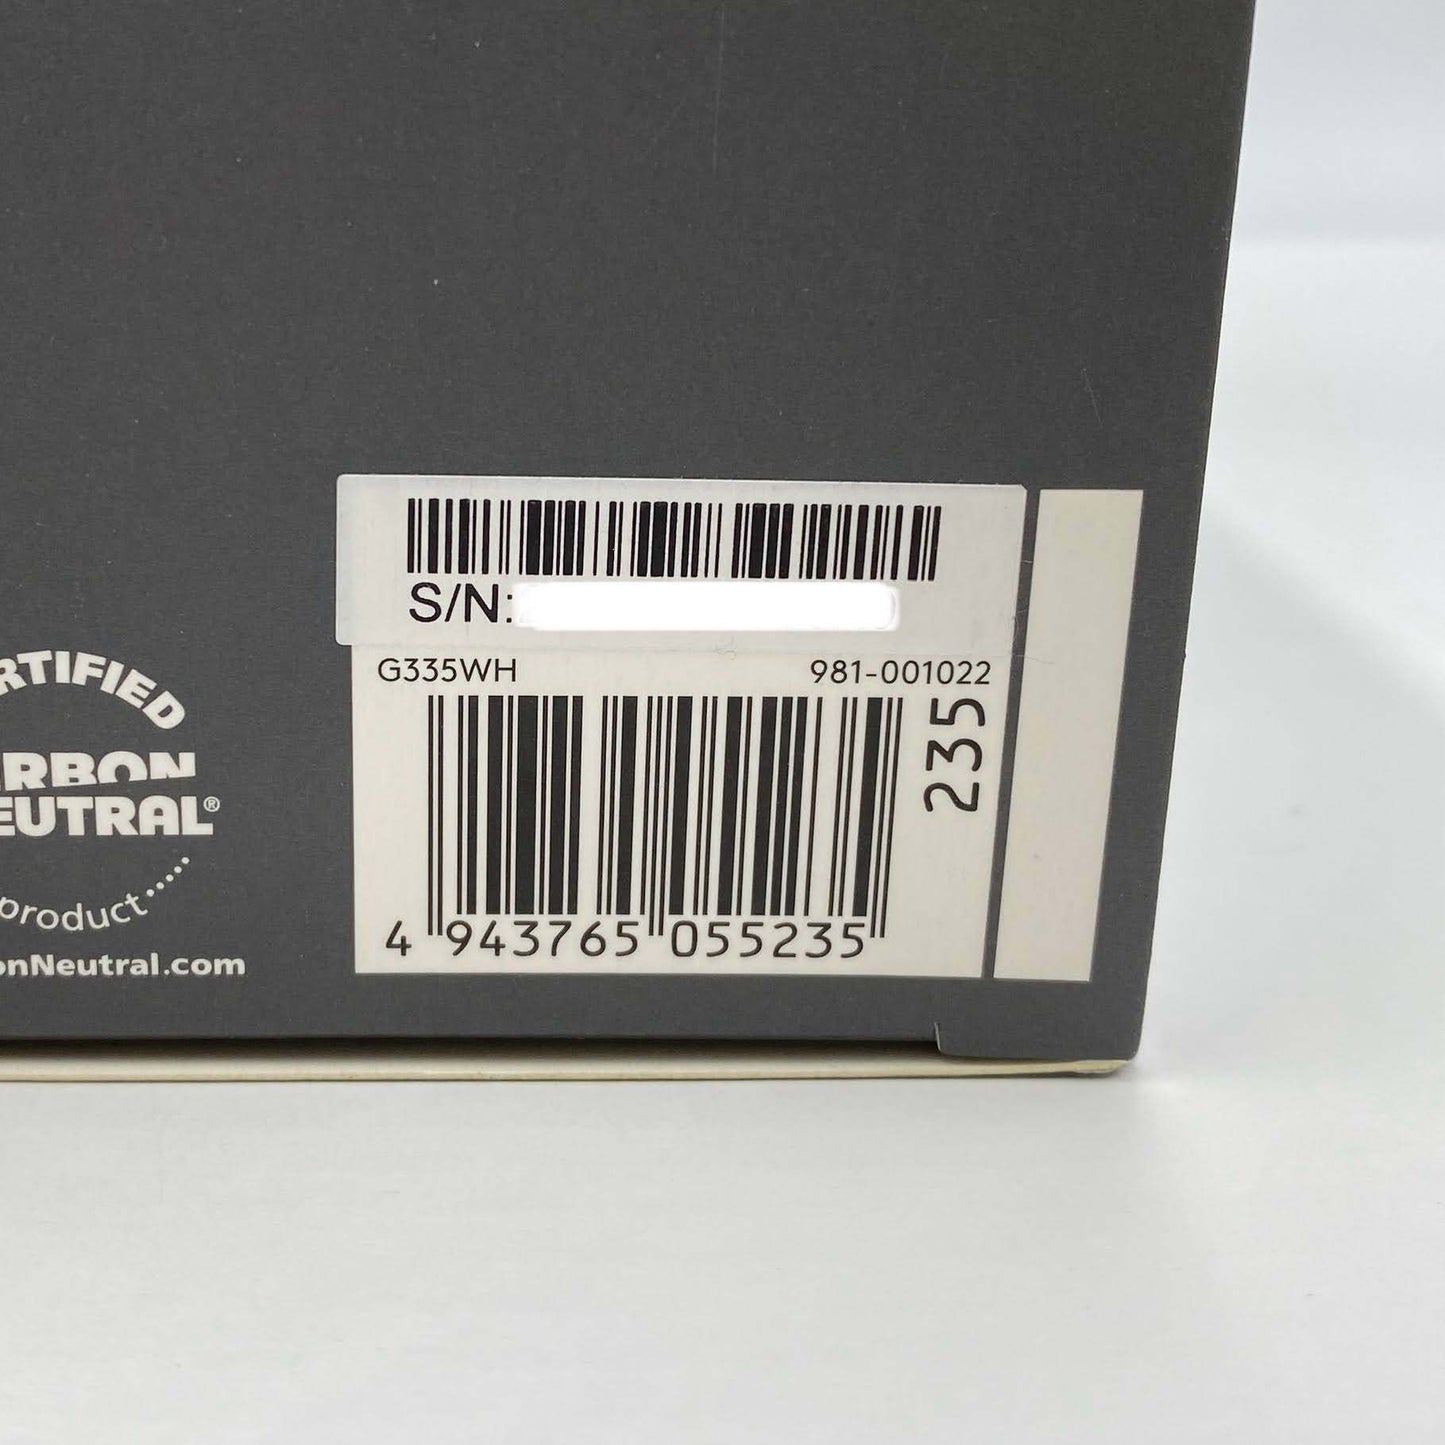 S/N:
G335WH 981-001022
235
4 943765 055235
RTIFIED
RBON
EUTRAL®
product
onNeutral.com